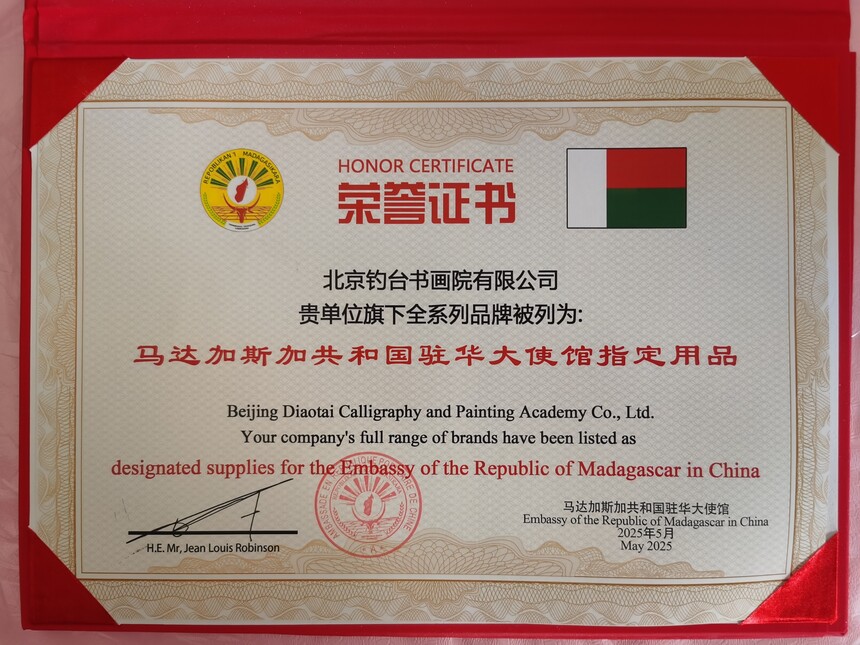 REPOBLIKAN'I MADAGASIKARA
HONOR CERTIFICATE
荣誉证书
北京钓台书画院有限公司
贵单位旗下全系列品牌被列为:
马达加斯加共和国驻华大使馆指定用品
Beijing Diaotai Calligraphy and Painting Academy Co., Ltd.
Your company's full range of brands have been listed as
designated supplies for the Embassy of the Republic of Madagascar in China
H.E. Mr, Jean Louis Robinson
马达加斯加共和国驻华大使馆
Embassy of the Republic of Madagascar in China
2025年5月
May 2025